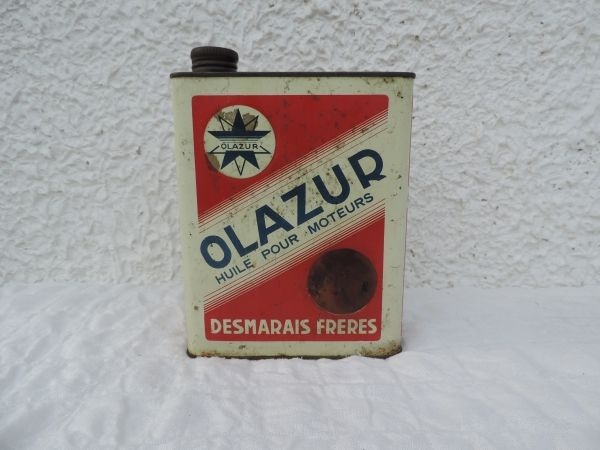 OLAZUR
OLAZUR
HUILE POUR MOTEURS
DESMARAIS FRERES